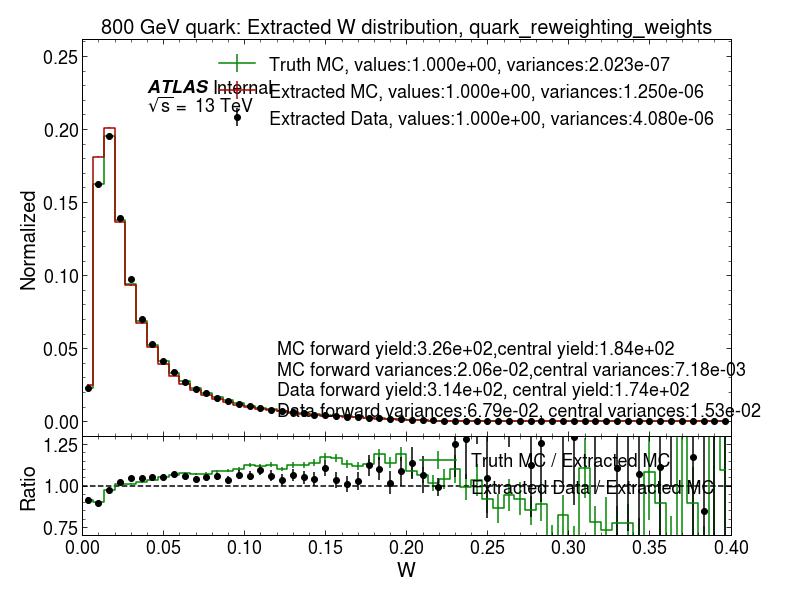 800 GeV quark: Extracted W distribution, quark_reweighting_weights
Truth MC, values:1.000e+00, variances:2.023e-07
ATLAS Internal
Extracted MC, values:1.000e+00, variances:1.250e-06
√s = 13 TeV
Extracted Data, values:1.000e+00, variances:4.080e-06
0.25
0.20
0.15
0.10
0.05
0.00
Normalized
MC forward yield:3.26e+02,central yield:1.84e+02
MC forward variances:2.06e-02,central variances:7.18e-03
Data forward yield:3.14e+02, central yield:1.74e+02
Data forward variances:6.79e-02, central variances:1.53e-02
1.25
1.00
0.75
Ratio
Truth MC / Extracted MC
Extracted Data / Extracted MC
0.00 0.05 0.10 0.15 0.20 0.25 0.30 0.35 0.40
W